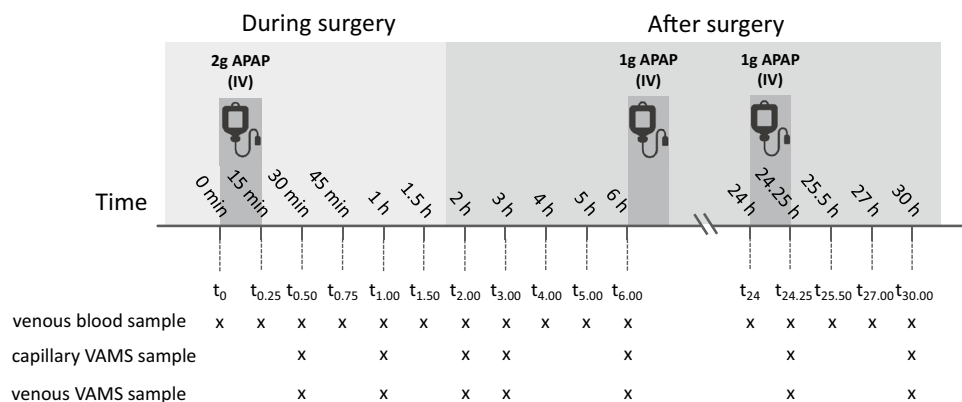 During surgery After surgery
2g APAP (IV) 1g APAP (IV) 1g APAP (IV)
Time 0 min 15 min 30 min 45 min 1 h 1.5 h 2 h 3 h 4 h 5 h 6 h 24 h 24.25 h 25.5 h 27 h 30 h
t0 t0.25 t0.50 t0.75 t1.00 t1.50 t2.00 t3.00 t4.00 t5.00 t6.00 t24 t24.25 t25.50 t27.00 t30.00
venous blood sample x x x x x x x x x x x x x x x x
capillary VAMS sample x x x x x x x
venous VAMS sample x x x x x x x